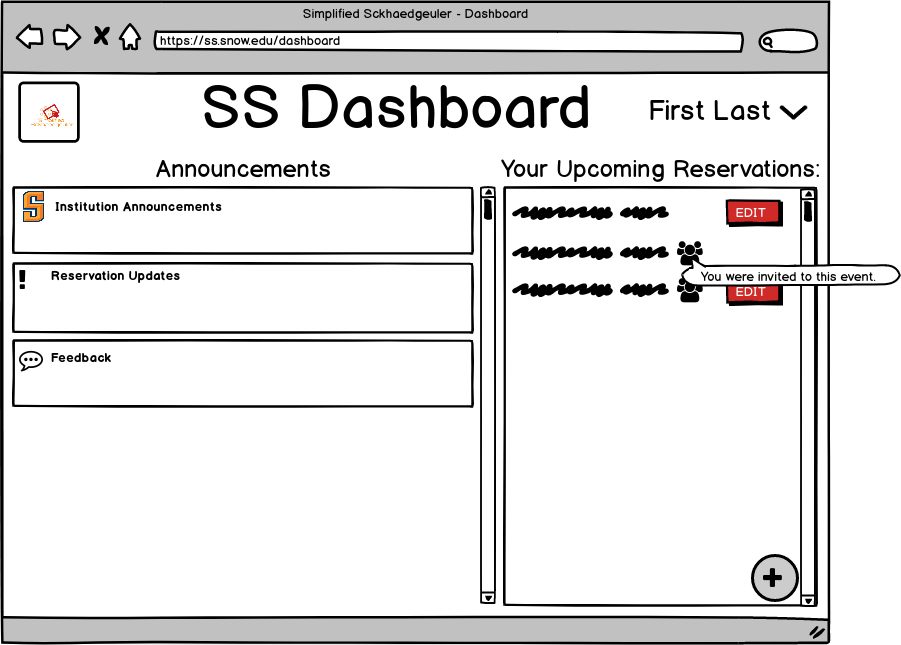 Simplified Sckhaedgeuler - Dashboard
https://ss.snow.edu/dashboard
SS Dashboard
First Last
Announcements
Your Upcoming Reservations:
Institution Announcements
EDIT
Reservation Updates
You were invited to this event.
EDIT
Feedback